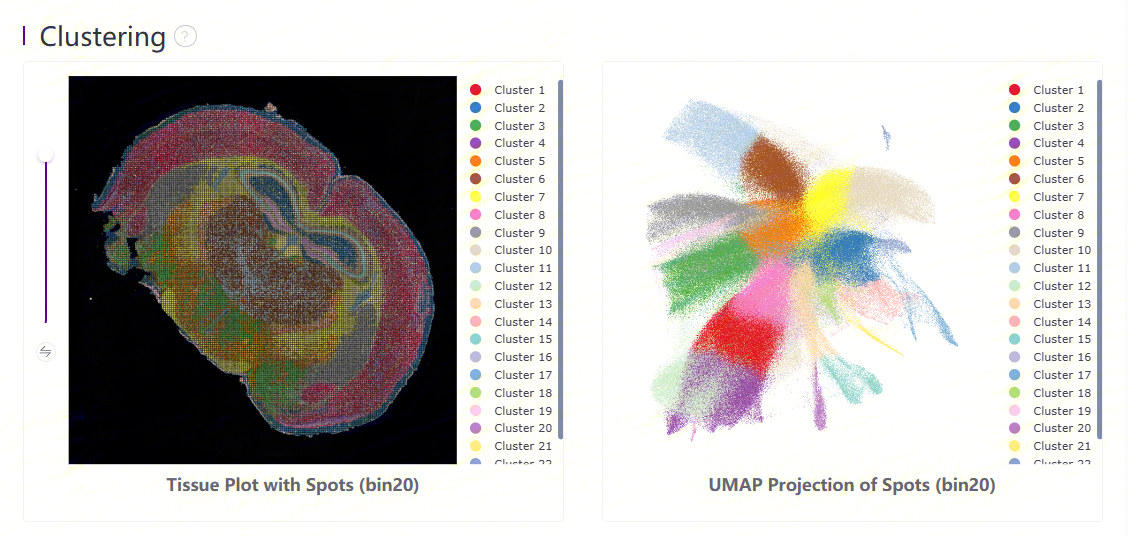 Clustering ?
Cluster 1
Cluster 2
Cluster 3
Cluster 4
Cluster 5
Cluster 6
Cluster 7
Cluster 8
Cluster 9
Cluster 10
Cluster 11
Cluster 12
Cluster 13
Cluster 14
Cluster 15
Cluster 16
Cluster 17
Cluster 18
Cluster 19
Cluster 20
Cluster 21
Cluster 22
Tissue Plot with Spots (bin20)
Cluster 1
Cluster 2
Cluster 3
Cluster 4
Cluster 5
Cluster 6
Cluster 7
Cluster 8
Cluster 9
Cluster 10
Cluster 11
Cluster 12
Cluster 13
Cluster 14
Cluster 15
Cluster 16
Cluster 17
Cluster 18
Cluster 19
Cluster 20
Cluster 21
Cluster 22
UMAP Projection of Spots (bin20)